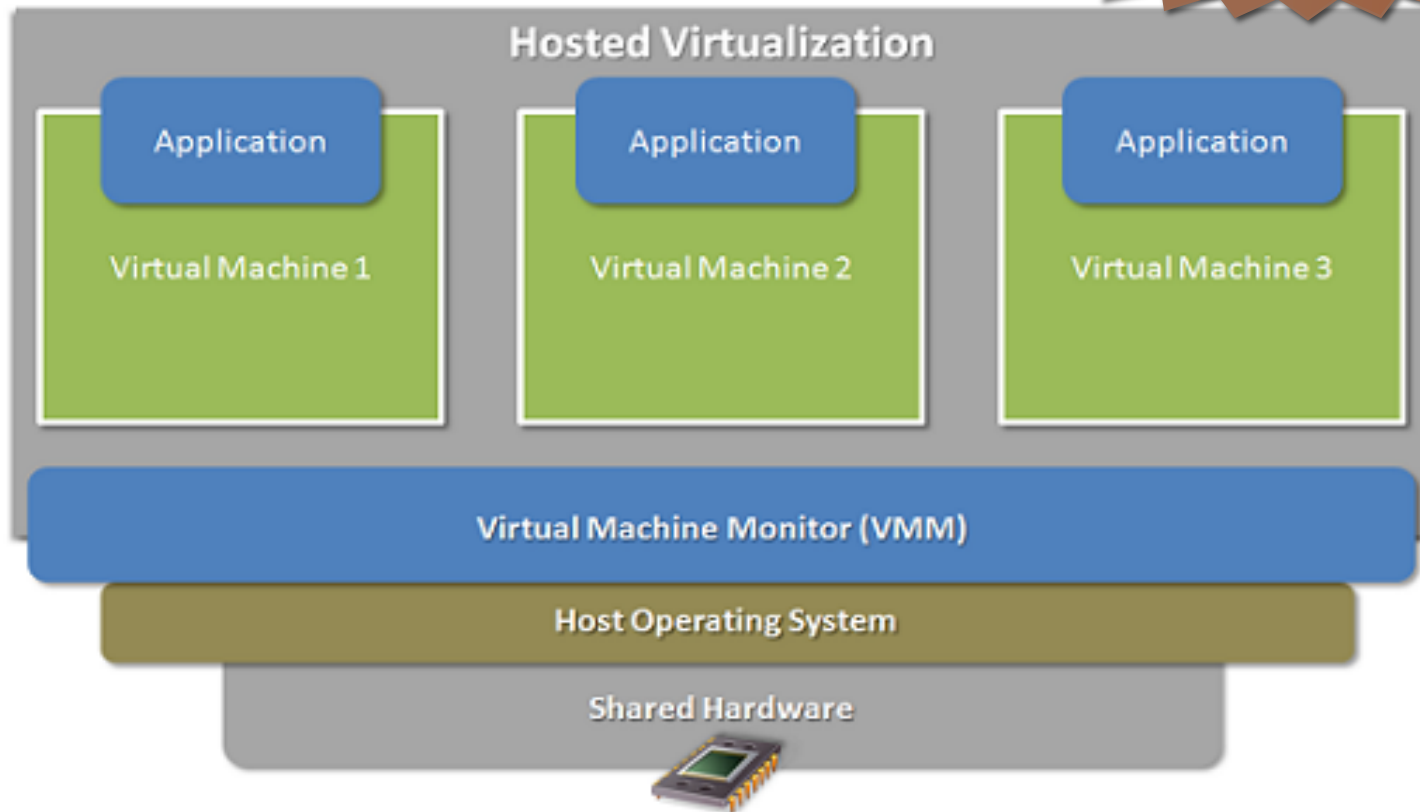 Hosted Virtualization
Application
Application
Application
Virtual Machine 1
Virtual Machine 2
Virtual Machine 3
Virtual Machine Monitor (VMM)
Host Operating System
Shared Hardware